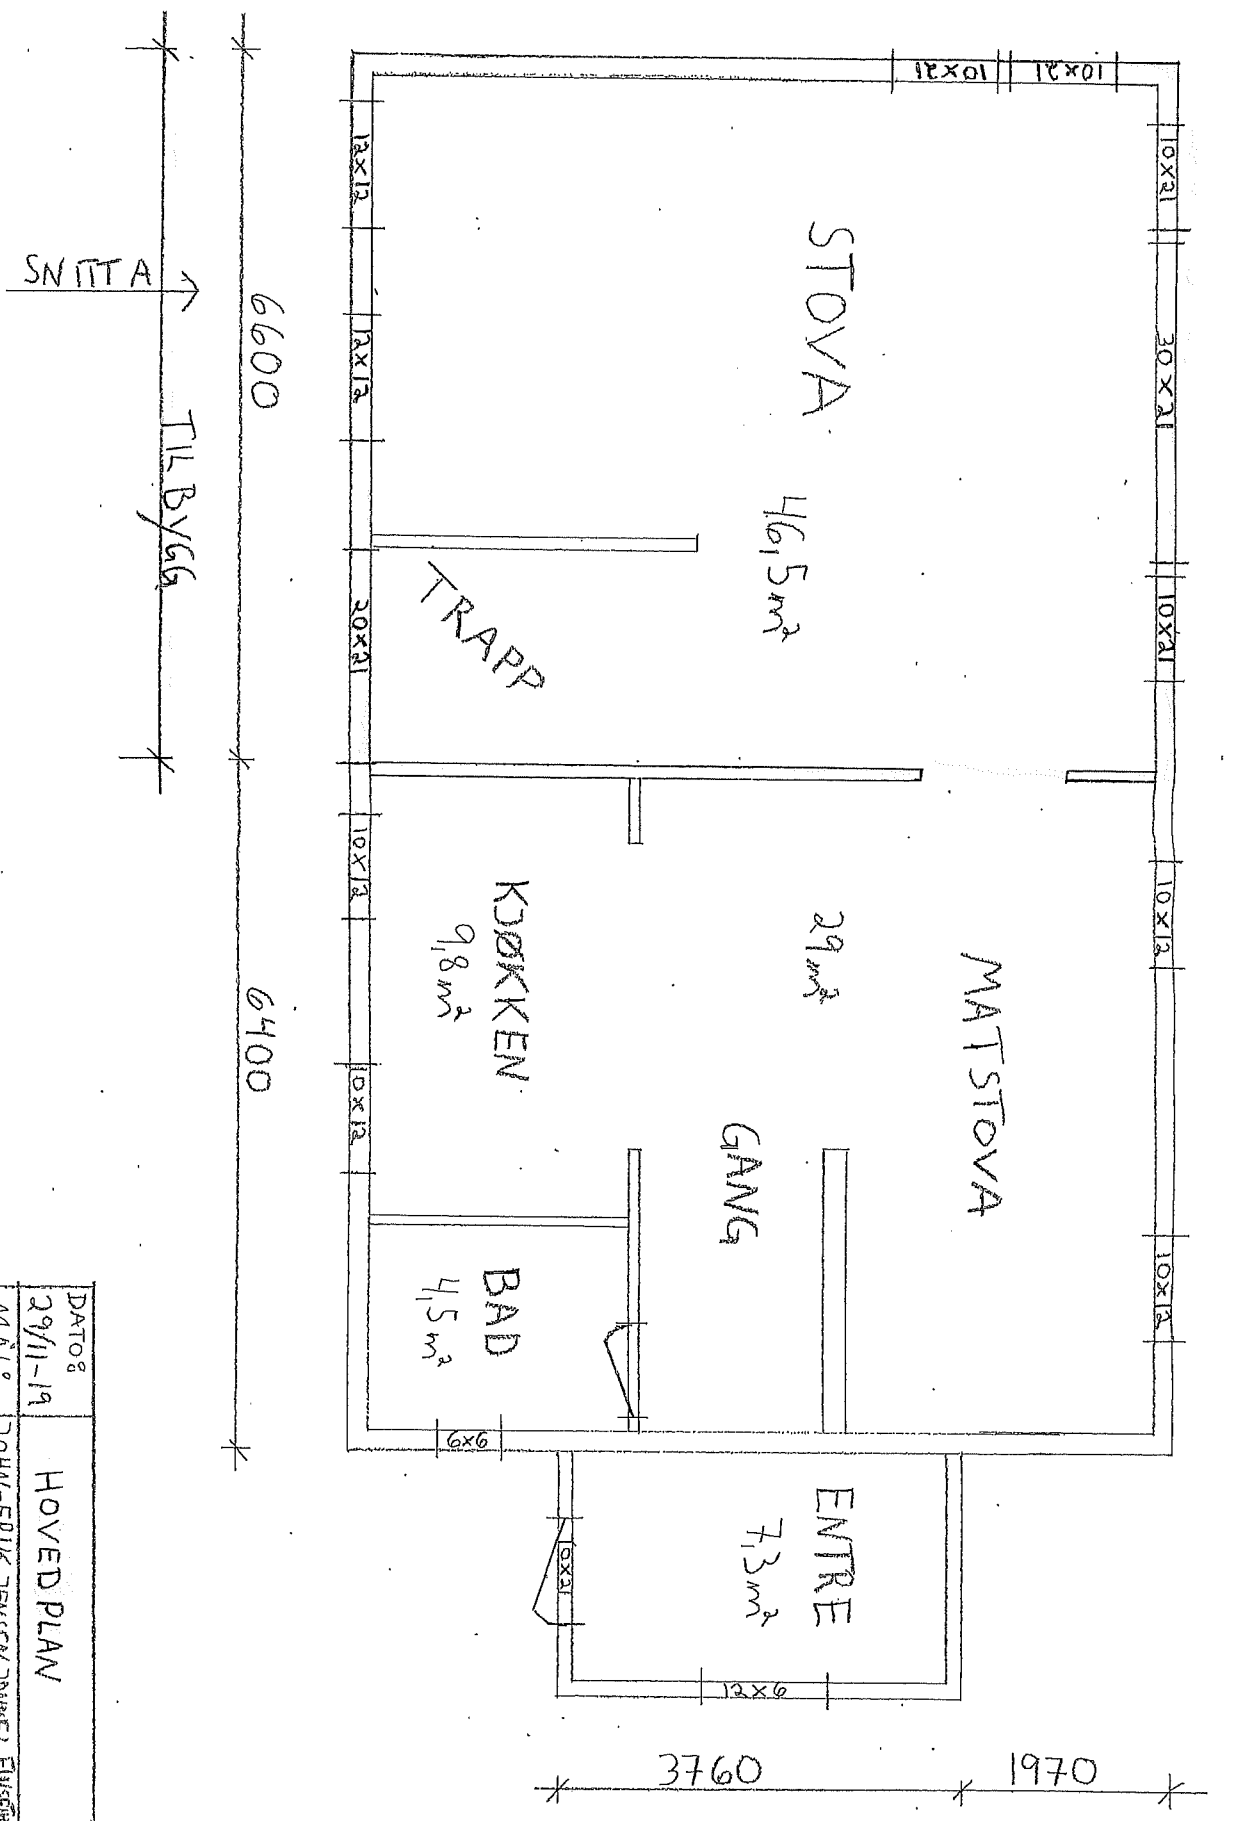 10x21
10x21
10x21
30x21
10x21
10x12
10x12
12x12
12x12
20x21
10x12
10x12
6x6
10x21
12x6
STOVA
46,5 m²
TRAPP
MATSTOVA
29 m²
GANG
KJØKKEN
9,8 m²
BAD
4,5 m²
ENTRE
7,3 m²
6600
6400
TILBYGG
SNITT A
3760
1970
DATO:
29/11-19
HOVEDPLAN